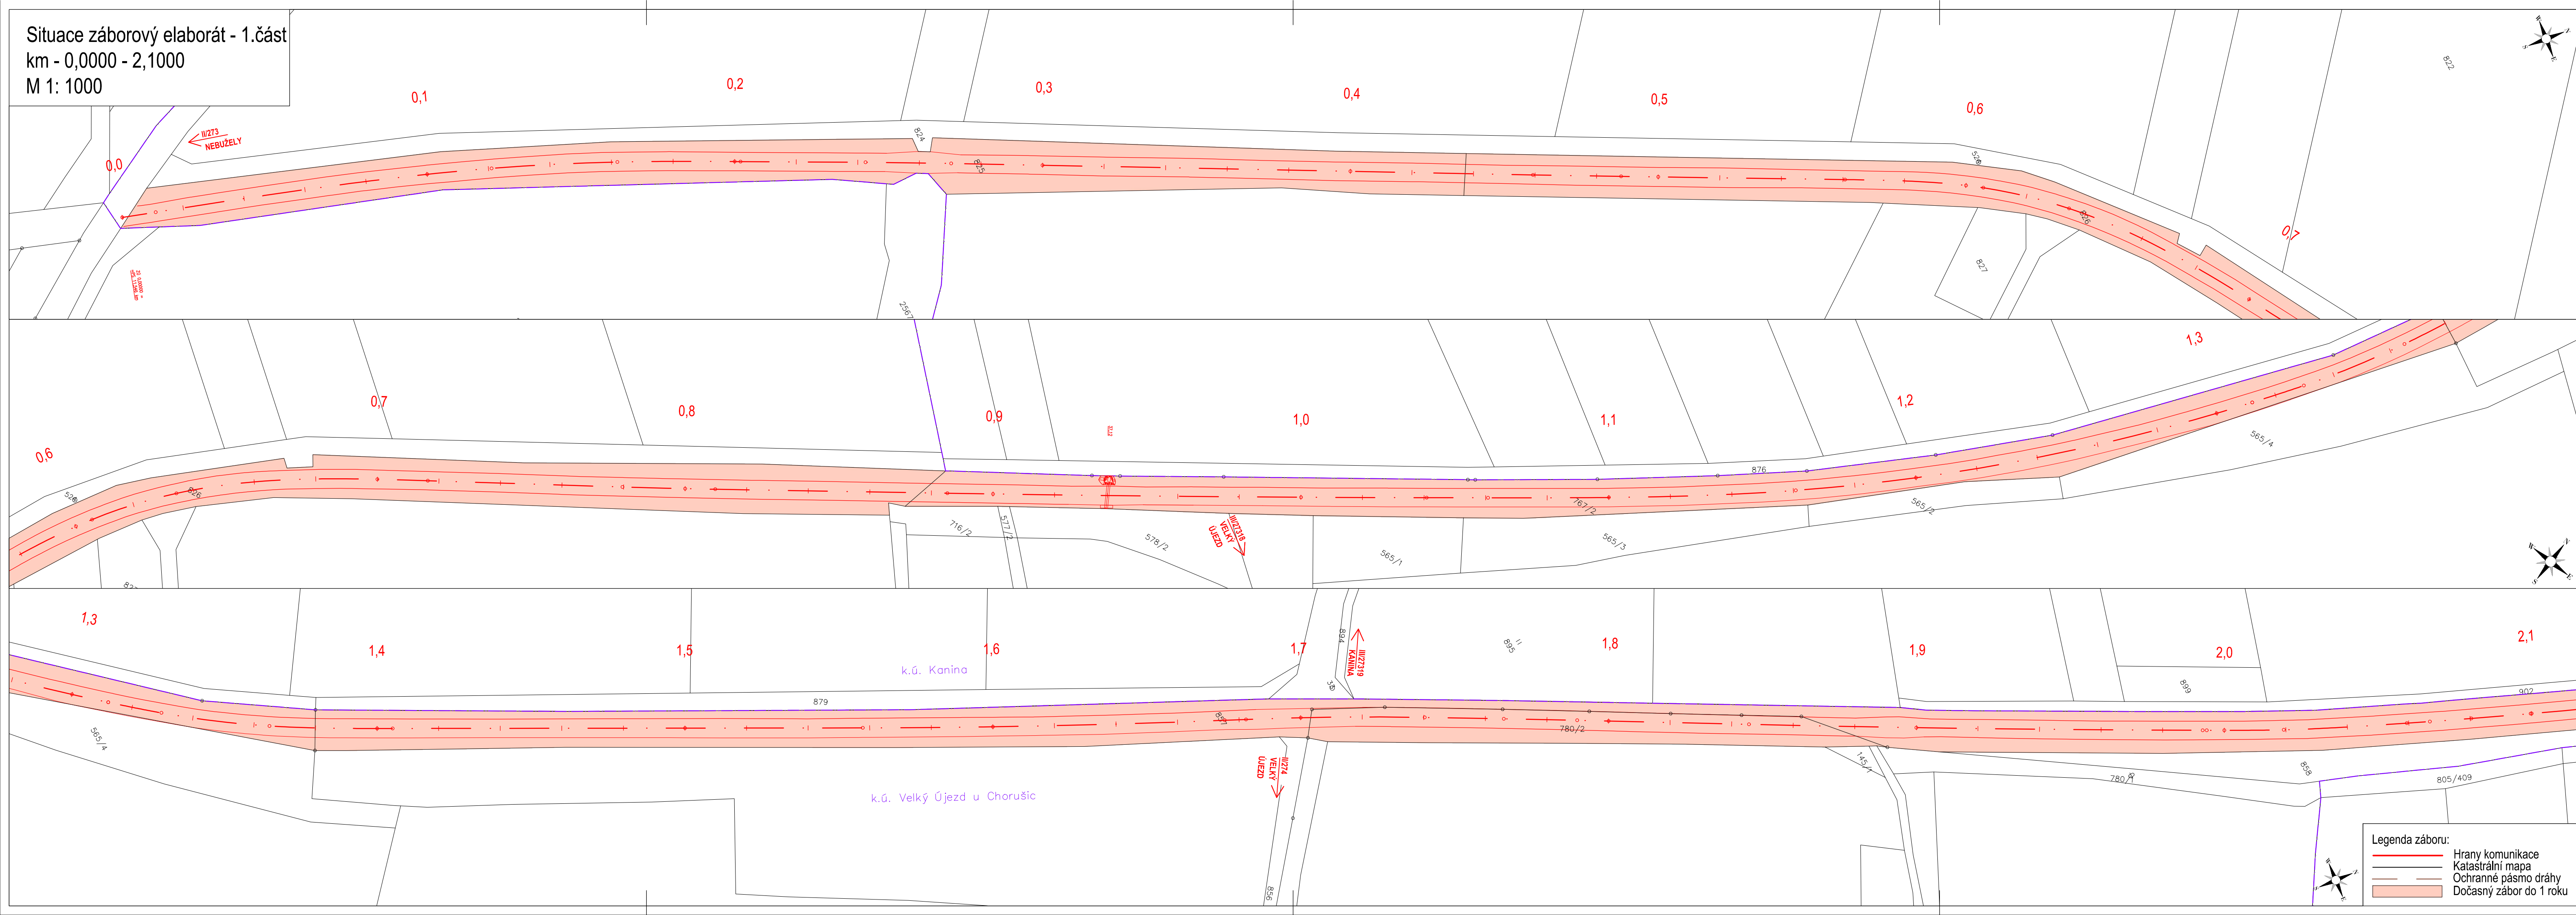 Situace záborový elaborát - 1.část
km - 0,0000 - 2,1000
M 1: 1000
0,0
0,1
0,2
0,3
0,4
0,5
0,6
0,7
II/273
NEBUŽELY
824
825
2567
826
827
822
0,6
0,7
0,8
0,9
1,0
1,1
1,2
1,3
826
716/2
577/2
578/2
III/27318
VELKÝ
ÚJEZD
565/1
565/3
767/2
876
565/2
565/4
1,3
1,4
1,5
1,6
1,7
1,8
1,9
2,0
2,1
565/4
879
k.ú. Kanina
k.ú. Velký Újezd u Chorušic
857
II/274
VELKÝ
ÚJEZD
856
894
III/27319
KANINA
895
780/2
145/1
780/1
899
858
902
805/409
Legenda záboru:
Hrany komunikace
Katastrální mapa
Ochranné pásmo dráhy
Dočasný zábor do 1 roku